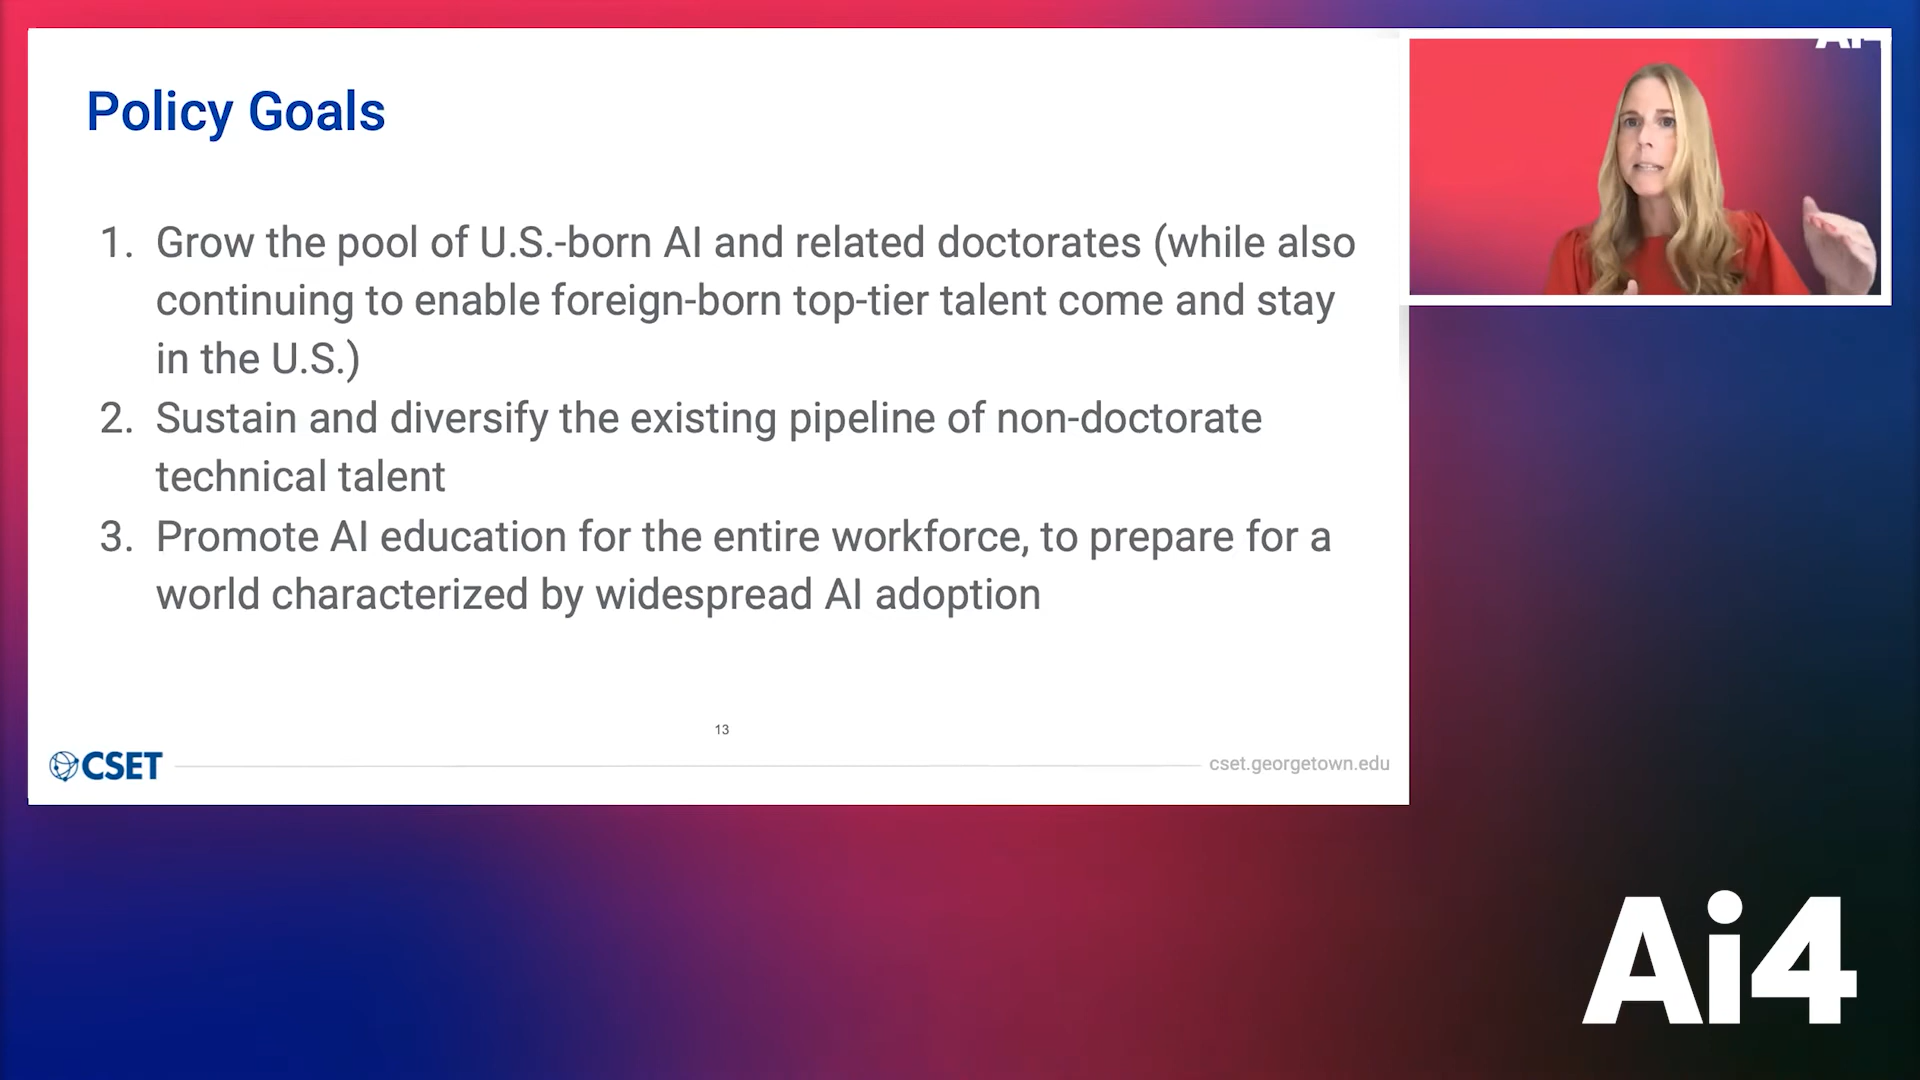 Policy Goals
1. Grow the pool of U.S.-born AI and related doctorates (while also
continuing to enable foreign-born top-tier talent come and stay
in the U.S.)
2. Sustain and diversify the existing pipeline of non-doctorate
technical talent
3. Promote AI education for the entire workforce, to prepare for a
world characterized by widespread AI adoption
13
CSET
cset.georgetown.edu
Ai4
Ai4